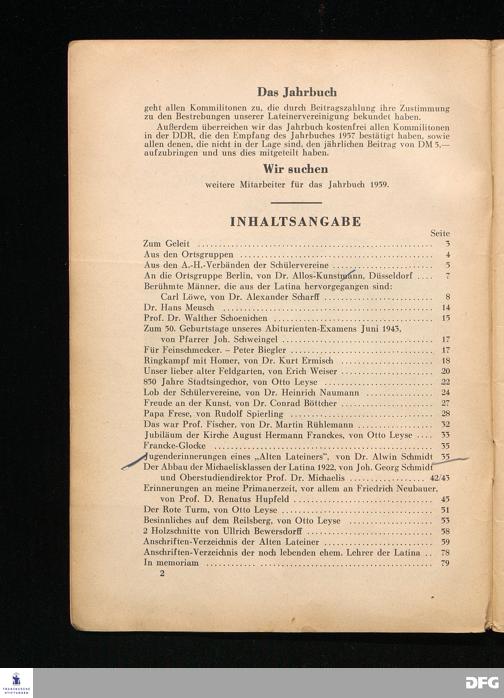 Das Jahrbuch
geht allen Kommilitonen zu, die durch Beitragszahlung ihre Zustimmung
zu den Bestrebungen unserer Lateinervereinigung bekundet haben.
Außerdem überreichen wir das Jahrbuch kostenfrei allen Kommilitonen
in der DDR, die den Empfang des Jahrbuches 1957 bestätigt haben, sowie
allen denen, die nicht in der Lage sind, den jährlichen Beitrag von DM 5,—
aufzubringen und uns dies mitgeteilt haben.
Wir suchen
weitere Mitarbeiter für das Jahrbuch 1959.
INHALTSANGABE
Seite
Zum Geleit ... 3
Aus den Ortsgruppen ... 4
Aus den A.-H.-Verbänden der Schülervereine ... 5
An die Ortsgruppe Berlin, von Dr. Allos-Kunstmann, Düsseldorf ... 7
Berühmte Männer, die aus der Latina hervorgegangen sind:
Carl Löwe, von Dr. Alexander Scharff ... 8
Dr. Hans Meusch ... 14
Prof. Dr. Walther Schoenichen ... 15
Zum 50. Geburtstage unseres Abiturienten-Examens Juni 1943,
von Pfarrer Joh. Schweingel ... 17
Für Feinschmecker. – Peter Biegler ... 17
Ringkampf mit Homer, von Dr. Kurt Ermisch ... 18
Unser lieber alter Feldgarten, von Erich Weiser ... 20
850 Jahre Stadtsingechor, von Otto Leyse ... 22
Lob der Schülervereine, von Dr. Heinrich Naumann ... 24
Freude an der Kunst, von Dr. Conrad Böttcher ... 27
Papa Frese, von Rudolf Spierling ... 28
Das war Prof. Fischer, von Dr. Martin Rühlemann ... 32
Jubiläum der Kirche August Hermann Franckes, von Otto Leyse ... 33
Francke-Glocke ... 35
Jugenderinnerungen eines „Alten Lateiners", von Dr. Alwin Schmidt 35
Der Abbau der Michaelisklassen der Latina 1922, von Joh. Georg Schmidt
und Oberstudiendirektor Prof. Dr. Michaelis ... 42/43
Erinnerungen an meine Primanerzeit, vor allem an Friedrich Neubauer,
von Prof. D. Renatus Hupfeld ... 45
Der Rote Turm, von Otto Leyse ... 51
Besinnliches auf dem Reilsberg, von Otto Leyse ... 53
2 Holzschnitte von Ullrich Bewersdorff ... 58
Anschriften-Verzeichnis der Alten Lateiner ... 59
Anschriften-Verzeichnis der noch lebenden ehem. Lehrer der Latina .. 78
In memoriam ... 79
2
FRANCKESCHE
STIFTUNGEN
DFG